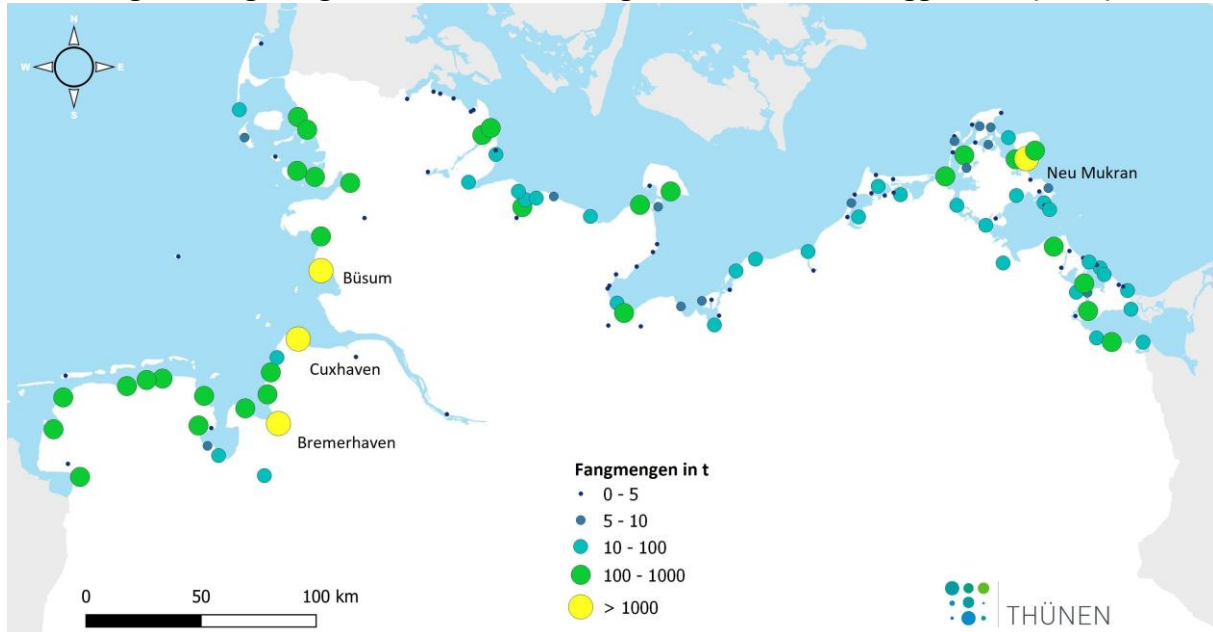 N
W E
S
Neu Mukran
Büsum
Cuxhaven
Bremerhaven
Fangmengen in t
0 - 5
5 - 10
10 - 100
100 - 1000
> 1000
0 50 100 km
THÜNEN